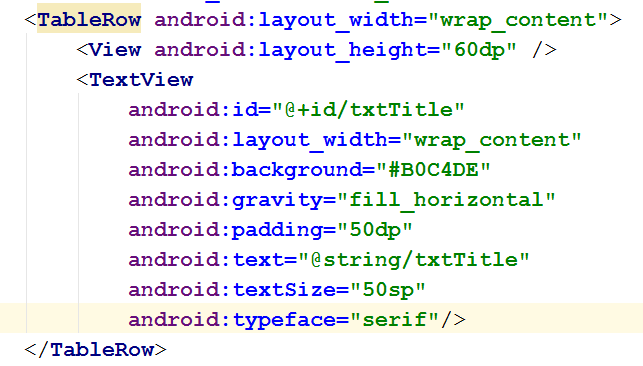 <TableRow android:layout_width="wrap_content">
<View android:layout_height="60dp" />
<TextView
android:id="@+id/txtTitle"
android:layout_width="wrap_content"
android:background="#B0C4DE"
android:gravity="fill_horizontal"
android:padding="50dp"
android:text="@string/txtTitle"
android:textSize="50sp"
android:typeface="serif"/>
</TableRow>